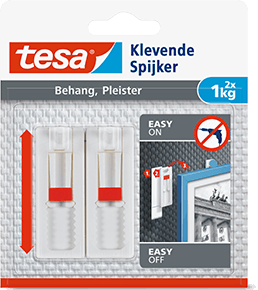 tesa
Klevende
Spijker
Behang, Pleister
2x
1kg
EASY
ON
EASY
OFF